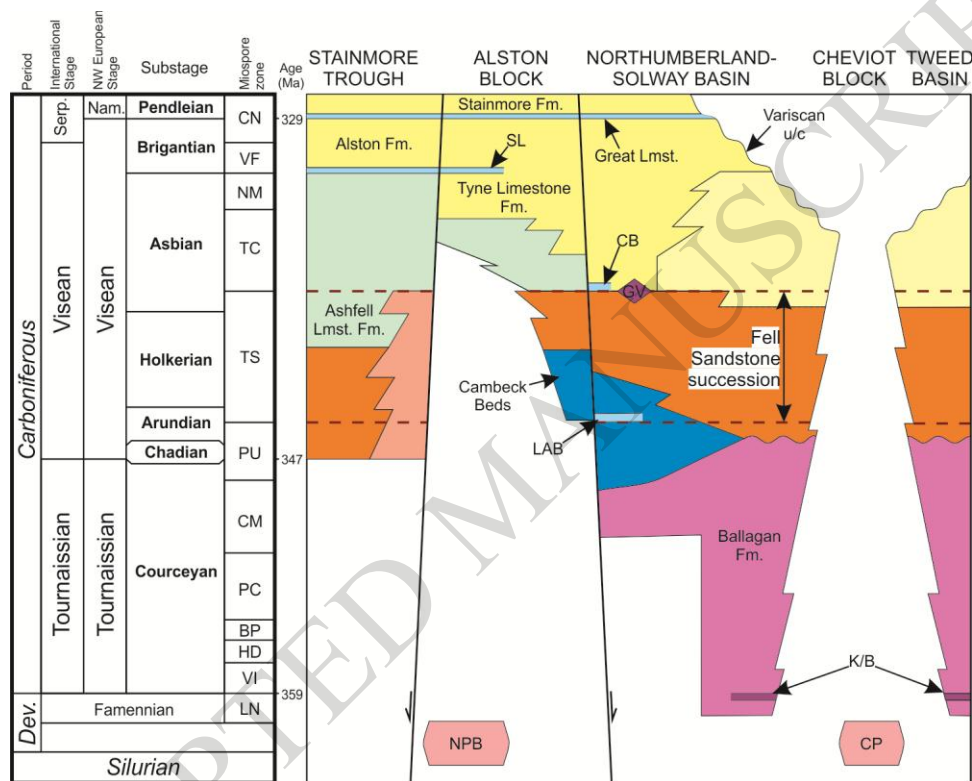 Period
International
Stage
NW European
Stage
Substage
Miospore
zone
Age
(Ma)
STAINMORE
TROUGH
ALSTON
BLOCK
NORTHUMBERLAND-
SOLWAY BASIN
CHEVIOT
BLOCK
TWEED
BASIN
Carboniferous
Dev.
Serp.
Visean
Tournaissian
Nam.
Visean
Tournaissian
Pendleian
Brigantian
Asbian
Holkerian
Arundian
Chadian
Courceyan
Famennian
Silurian
CN
VF
NM
TC
TS
PU
CM
PC
BP
HD
VI
LN
329
347
359
Stainmore Fm.
Alston Fm.
SL
Great Lmst.
Variscan
u/c
Tyne Limestone
Fm.
CB
GV
Ashfell
Lmst. Fm.
Fell
Sandstone
succession
Cambeck
Beds
LAB
Ballagan
Fm.
K/B
NPB
CP
PTED MANUSCRIP